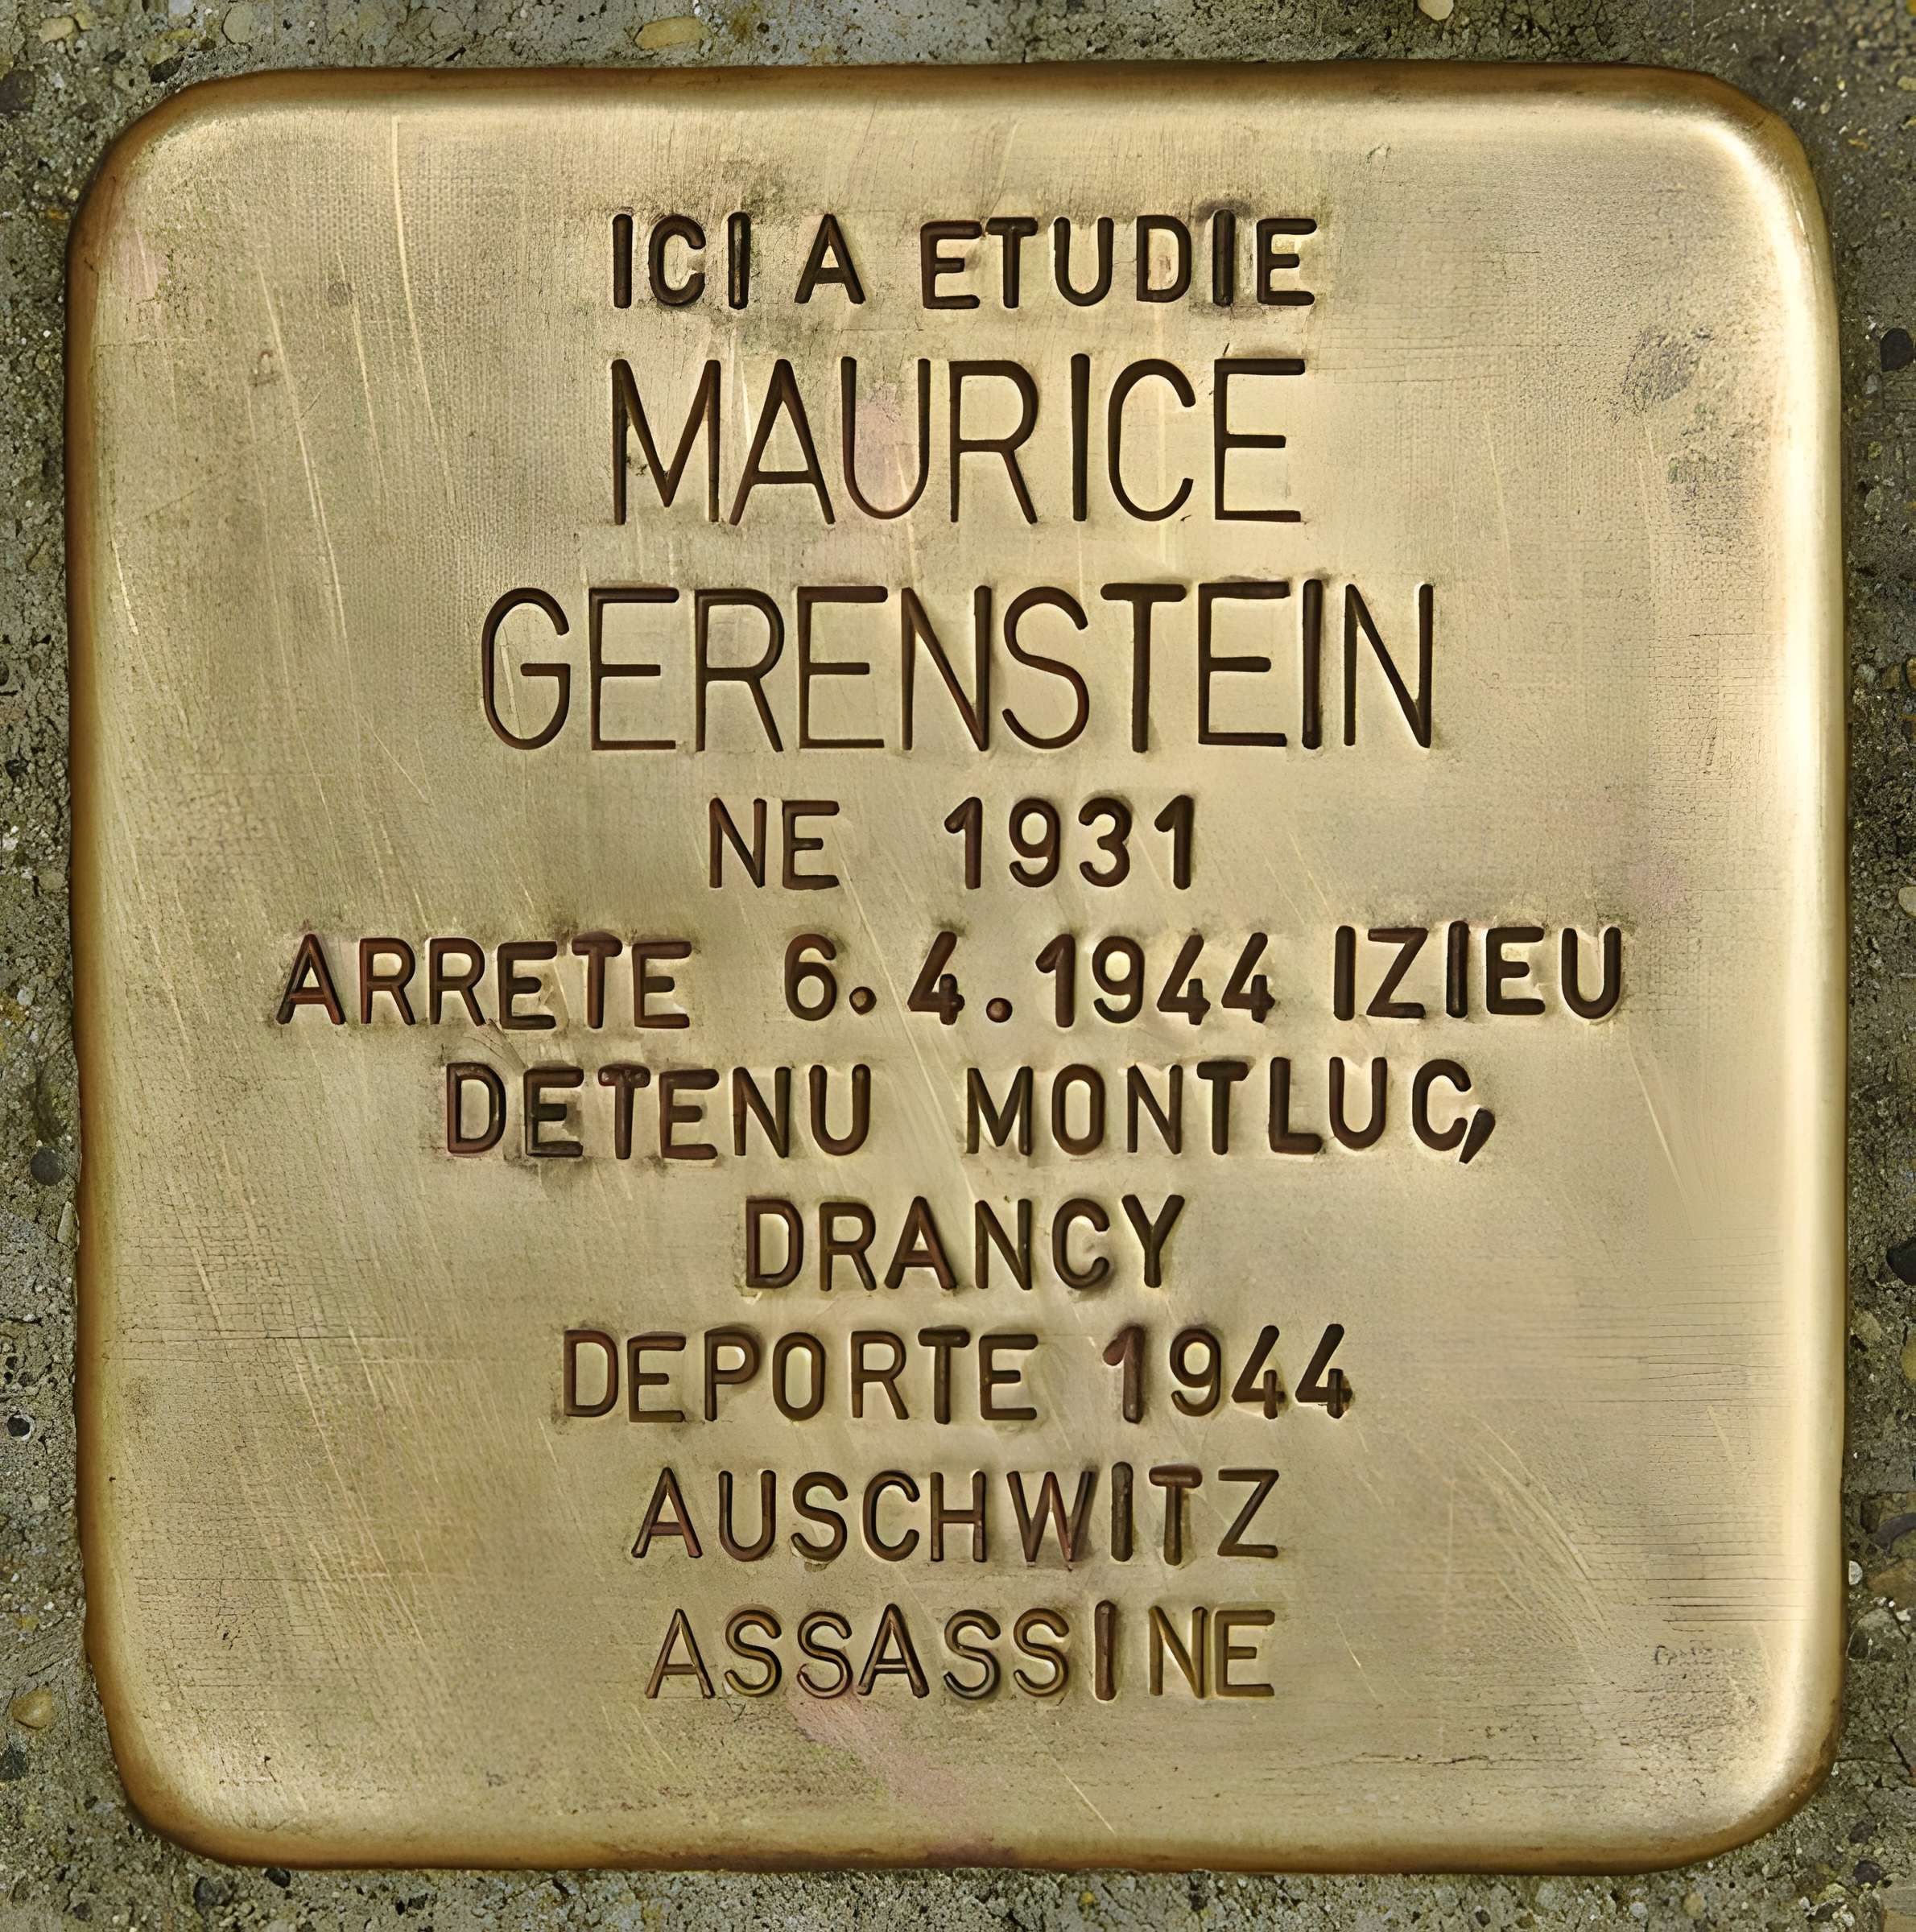 ICI A ETUDIE
MAURICE
GERENSTEIN
NE 1931
ARRETE 6.4.1944 IZIEU
DETENU MONTLUC,
DRANCY
DEPORTE 1944
AUSCHWITZ
ASSASSINE